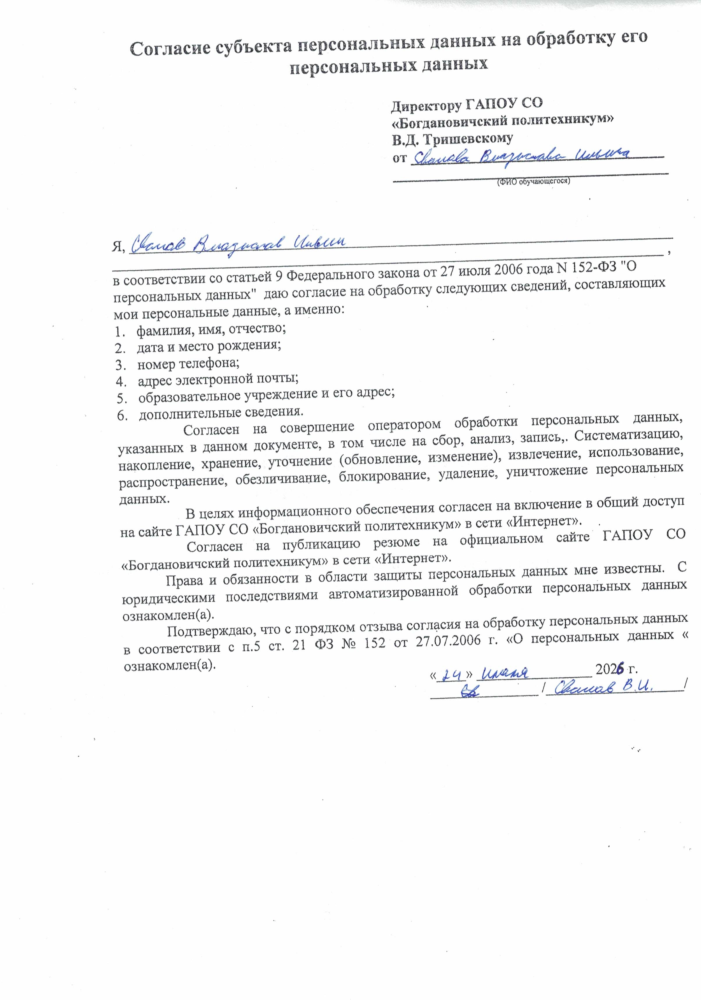 Согласие субъекта персональных данных на обработку его
персональных данных
Директору ГАПОУ СО
«Богдановичский политехникум»
В.Д. Тришевскому
от Владислава Ильича
(ФИО обучающегося)
Я, Владислав Ильич
,
в соответствии со статьей 9 Федерального закона от 27 июля 2006 года N 152-ФЗ "О
персональных данных" даю согласие на обработку следующих сведений, составляющих
мои персональные данные, а именно:
1. фамилия, имя, отчество;
2. дата и место рождения;
3. номер телефона;
4. адрес электронной почты;
5. образовательное учреждение и его адрес;
6. дополнительные сведения.
Согласен на совершение оператором обработки персональных данных,
указанных в данном документе, в том числе на сбор, анализ, запись,. Систематизацию,
накопление, хранение, уточнение (обновление, изменение), извлечение, использование,
распространение, обезличивание, блокирование, удаление, уничтожение персональных
данных.
В целях информационного обеспечения согласен на включение в общий доступ
на сайте ГАПОУ СО «Богдановичский политехникум» в сети «Интернет».
Согласен на публикацию резюме на официальном сайте ГАПОУ СО
«Богдановичский политехникум» в сети «Интернет».
Права и обязанности в области защиты персональных данных мне известны. С
юридическими последствиями автоматизированной обработки персональных данных
ознакомлен(а).
Подтверждаю, что с порядком отзыва согласия на обработку персональных данных
в соответствии с п.5 ст. 21 ФЗ № 152 от 27.07.2006 г. «О персональных данных «
ознакомлен(а).
«24» 2026 г.
/ В.И. /